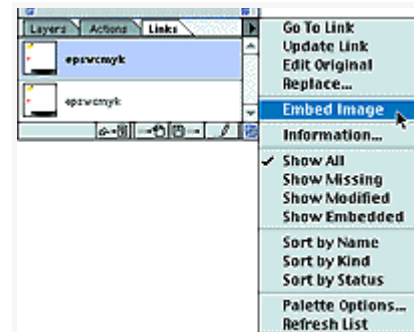 Layers Actions Links
epswcmyk
epswcmyk
Go To Link
Update Link
Edit Original
Replace...
Embed Image
Information...
✓ Show All
Show Missing
Show Modified
Show Embedded
Sort by Name
Sort by Kind
Sort by Status
Palette Options...
Refresh List